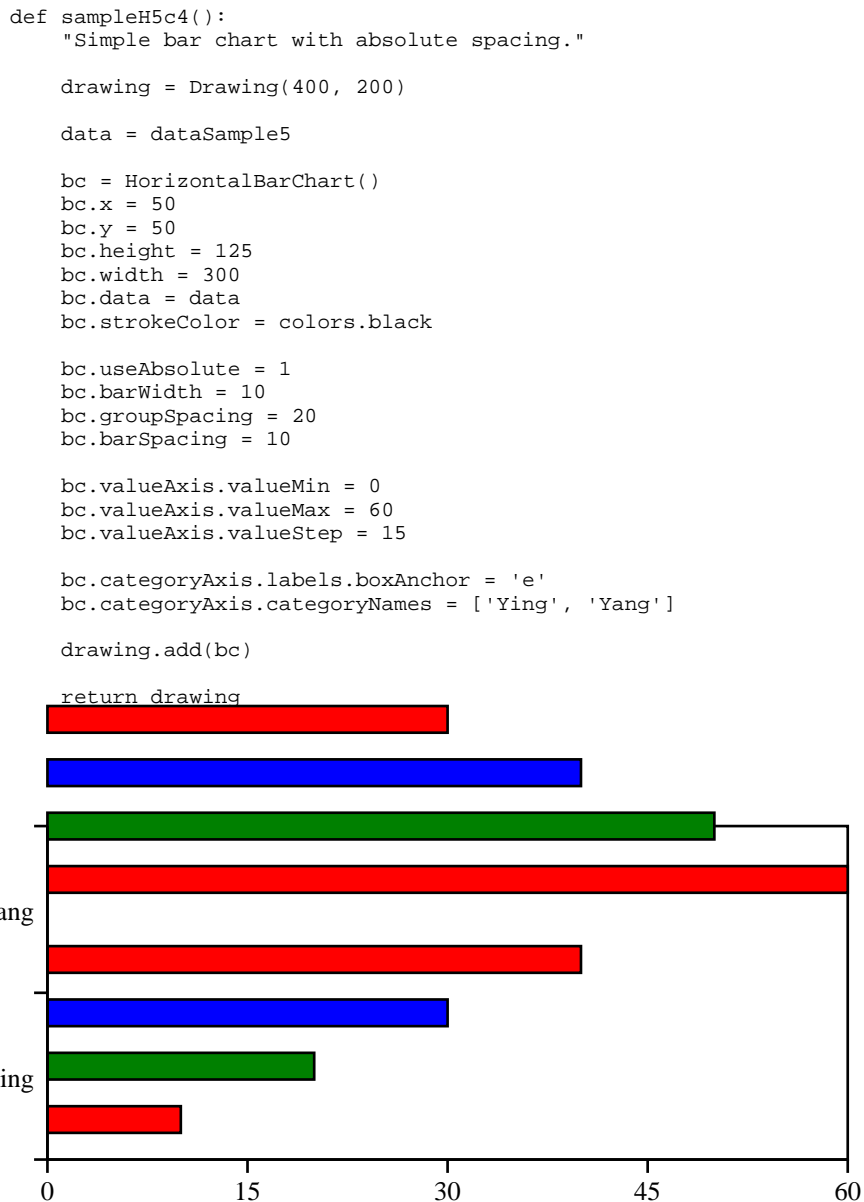 def sampleH5c4():
    "Simple bar chart with absolute spacing."
    drawing = Drawing(400, 200)
    data = dataSample5
    bc = HorizontalBarChart()
    bc.x = 50
    bc.y = 50
    bc.height = 125
    bc.width = 300
    bc.data = data
    bc.strokeColor = colors.black
    bc.useAbsolute = 1
    bc.barWidth = 10
    bc.groupSpacing = 20
    bc.barSpacing = 10
    bc.valueAxis.valueMin = 0
    bc.valueAxis.valueMax = 60
    bc.valueAxis.valueStep = 15
    bc.categoryAxis.labels.boxAnchor = 'e'
    bc.categoryAxis.categoryNames = ['Ying', 'Yang']
    drawing.add(bc)
    return drawing
ang
ing
0 15 30 45 60